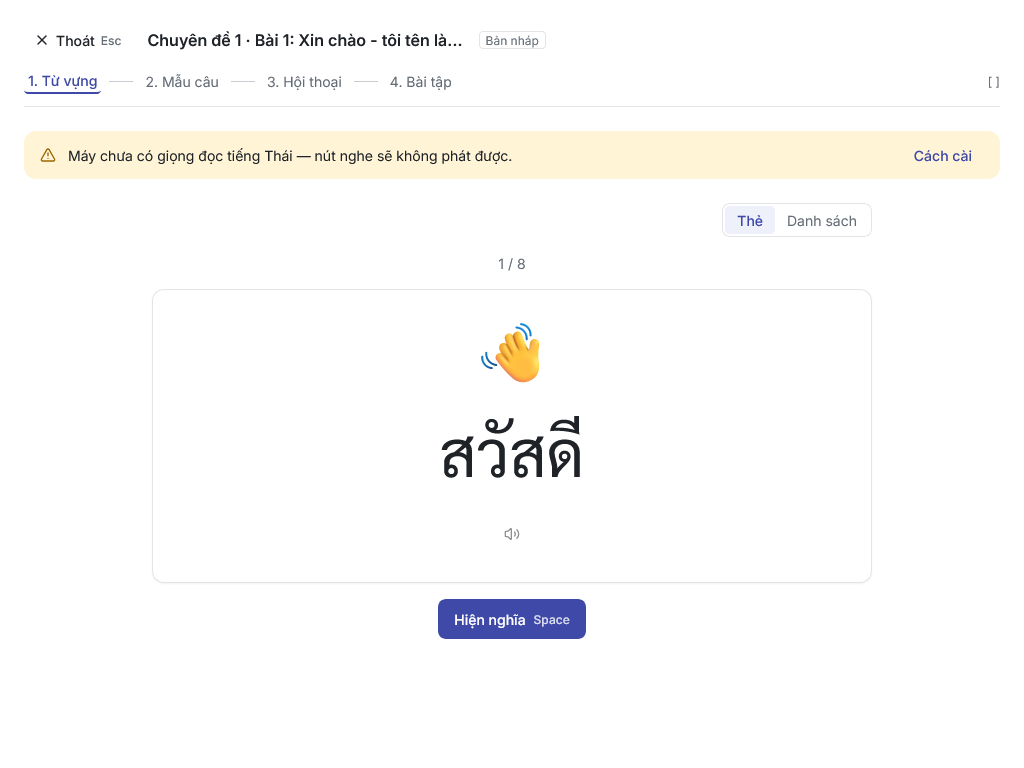 Thoát Esc Chuyên đề 1 · Bài 1: Xin chào - tôi tên là... Bản nháp
1. Từ vựng 2. Mẫu câu 3. Hội thoại 4. Bài tập [ ]
Máy chưa có giọng đọc tiếng Thái — nút nghe sẽ không phát được. Cách cài
Thẻ Danh sách
1 / 8
สวัสดี
Hiện nghĩa Space